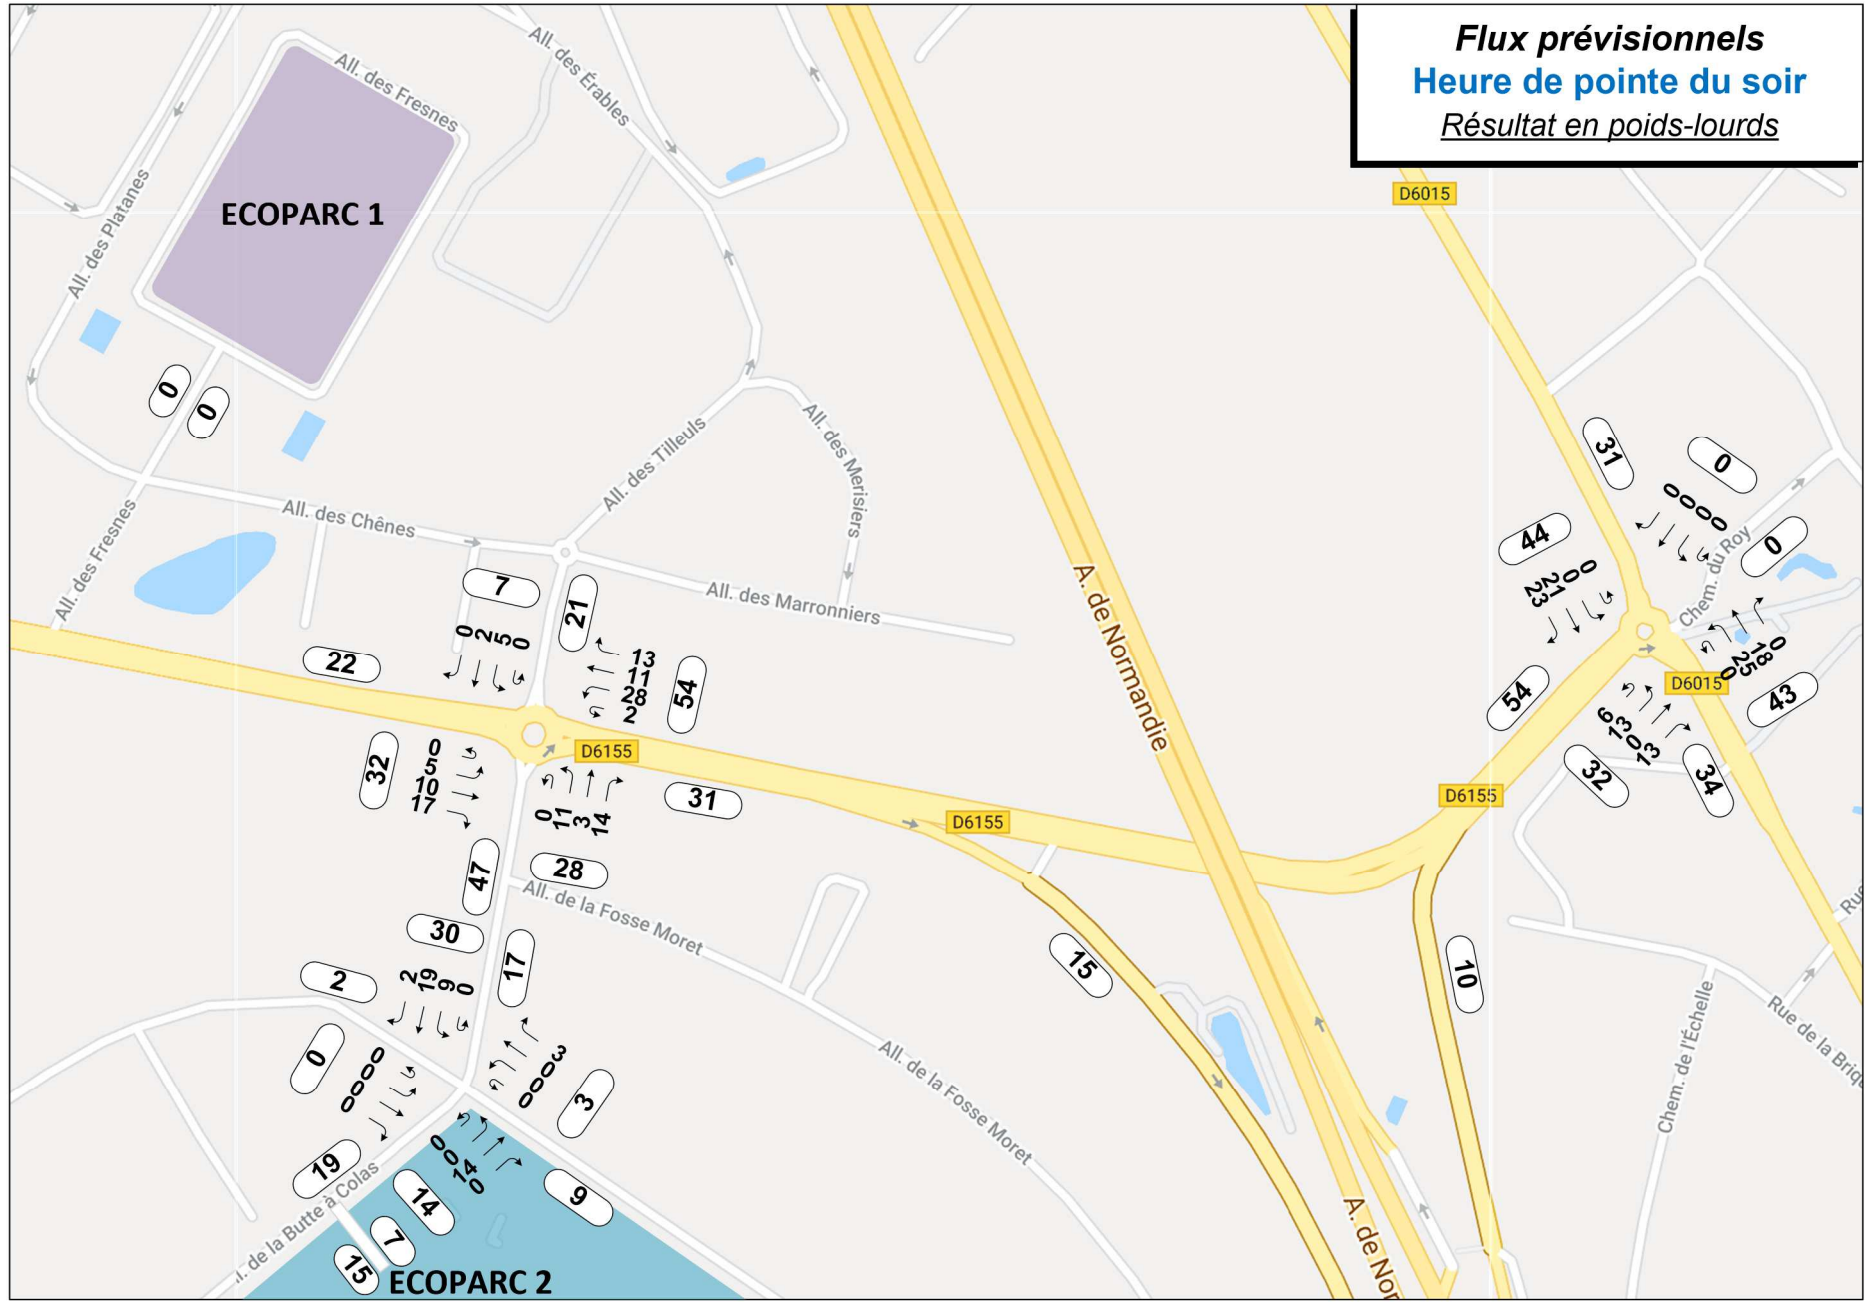 Flux prévisionnels
Heure de pointe du soir
Résultat en poids-lourds
All. des Érables
All. des Fresnes
D6015
ECOPARC 1
All. des Platanes
0
0
All. des Tilleuls
All. des Merisiers
31
0
0000
44
0
0
21
23
Chem. du Roy
0
All. des Chênes
All. des Fresnes
7
21
All. des Marronniers
A. de Normandie
0
2
5
0
13
11
28
2
54
22
0
18
25
0
D6015
43
54
6
13
0
13
32
34
D6155
32
0
5
10
17
0
11
3
14
31
D6155
D6155
47
28
All. de la Fosse Moret
30
17
15
10
2
2
19
9
0
Chem. de l'Échelle
Rue
Rue de la Briqu
All. de la Fosse Moret
0
0
0
0
0
3
0
0
0
3
19
0
0
14
0
14
9
l. de la Butte à Colas
7
15
ECOPARC 2
A. de Nor